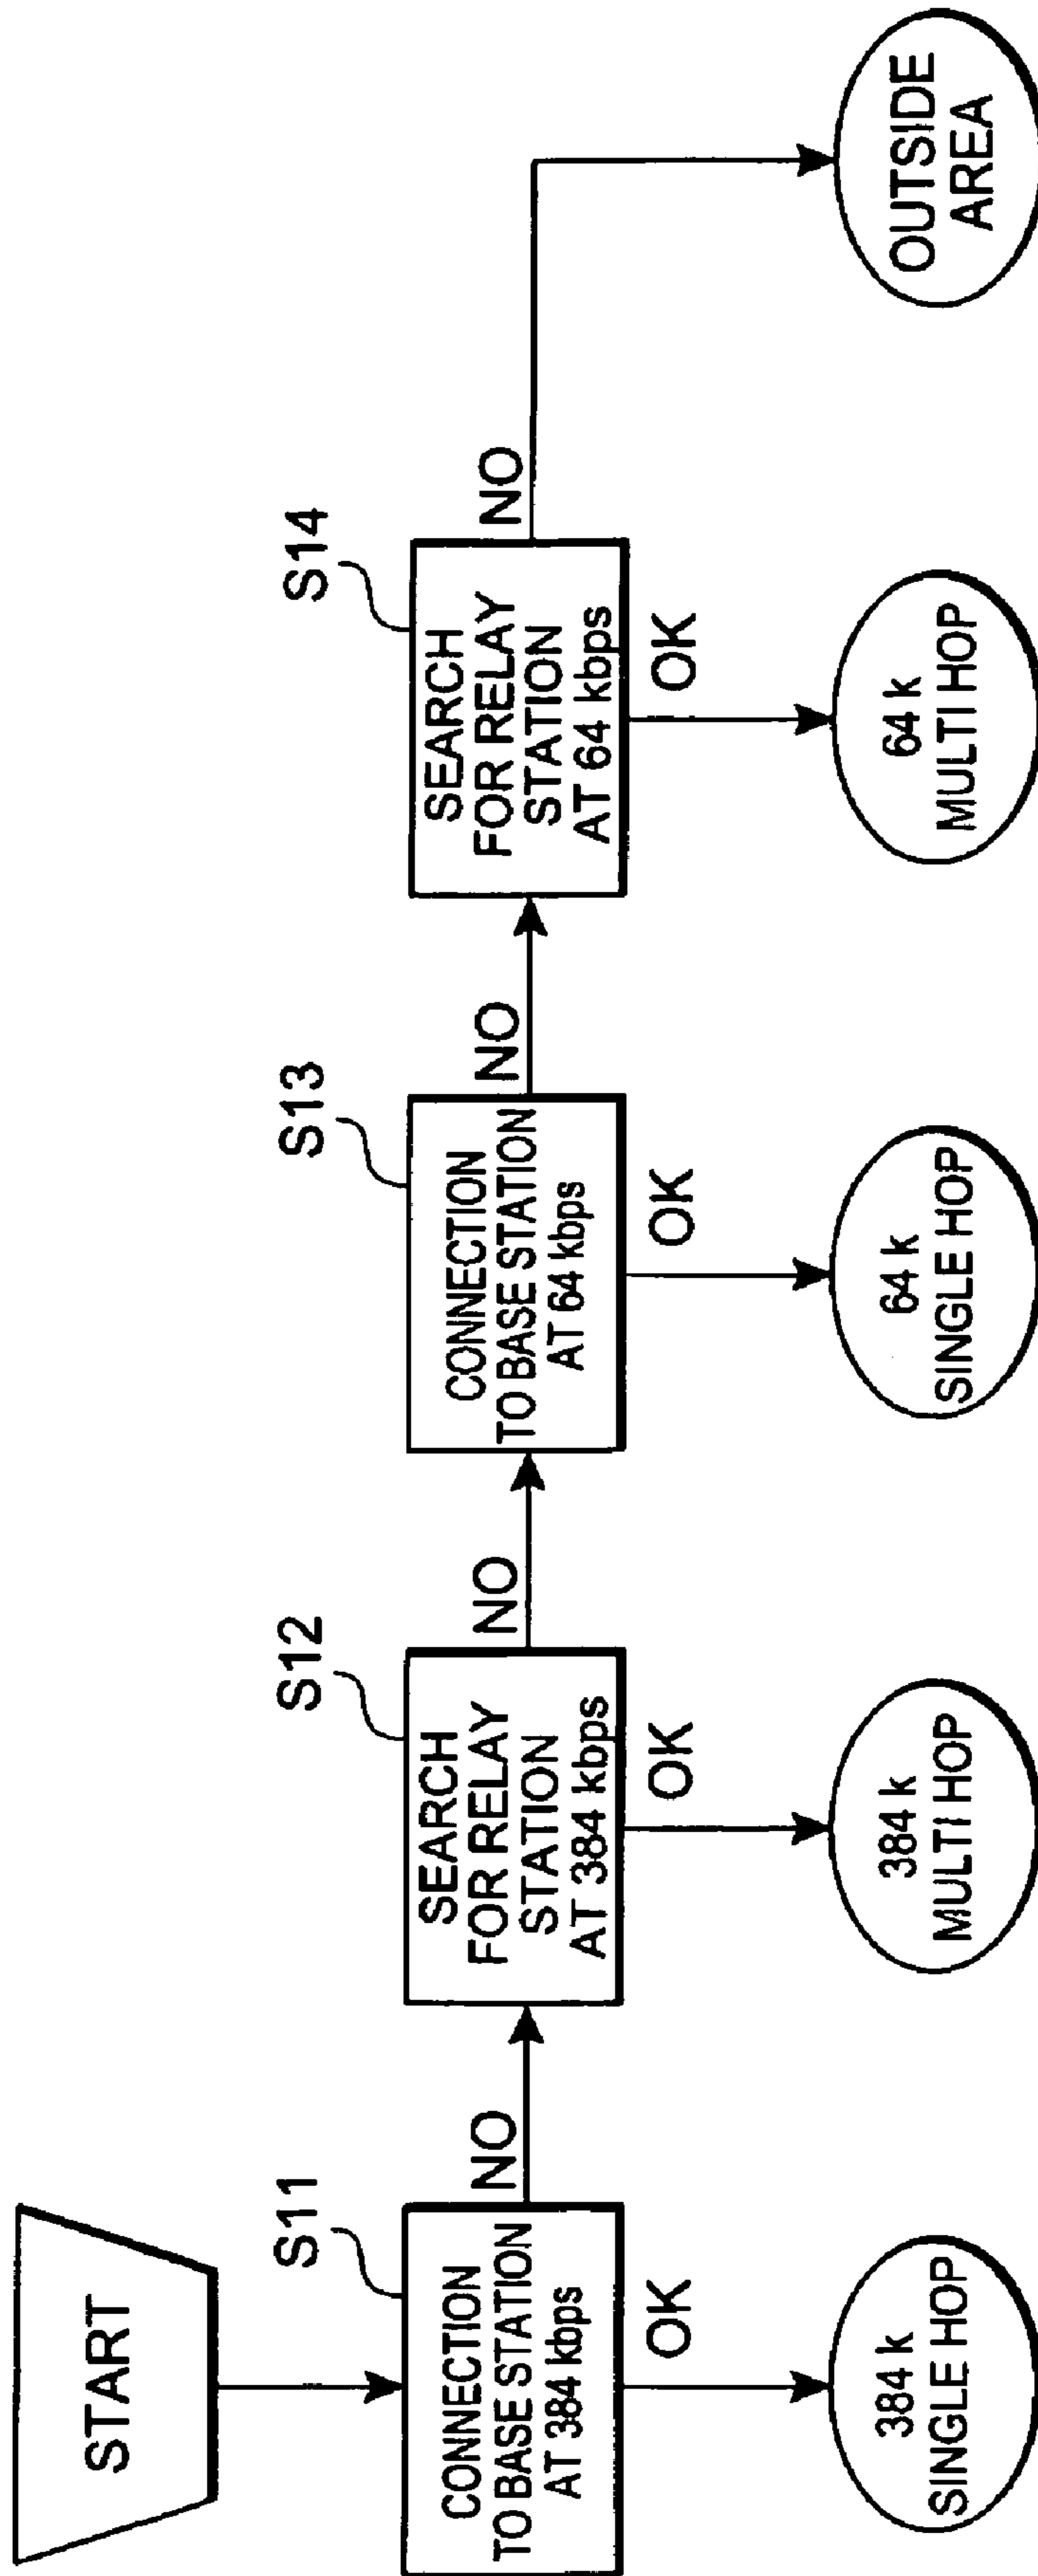 START
S11
CONNECTION
TO BASE STATION
AT 384 kbps
NO
OK
384 k
SINGLE HOP
S12
SEARCH
FOR RELAY
STATION
AT 384 kbps
NO
OK
384 k
MULTI HOP
S13
CONNECTION
TO BASE STATION
AT 64 kbps
NO
OK
64 k
SINGLE HOP
S14
SEARCH
FOR RELAY
STATION
AT 64 kbps
NO
OK
64 k
MULTI HOP
OUTSIDE
AREA